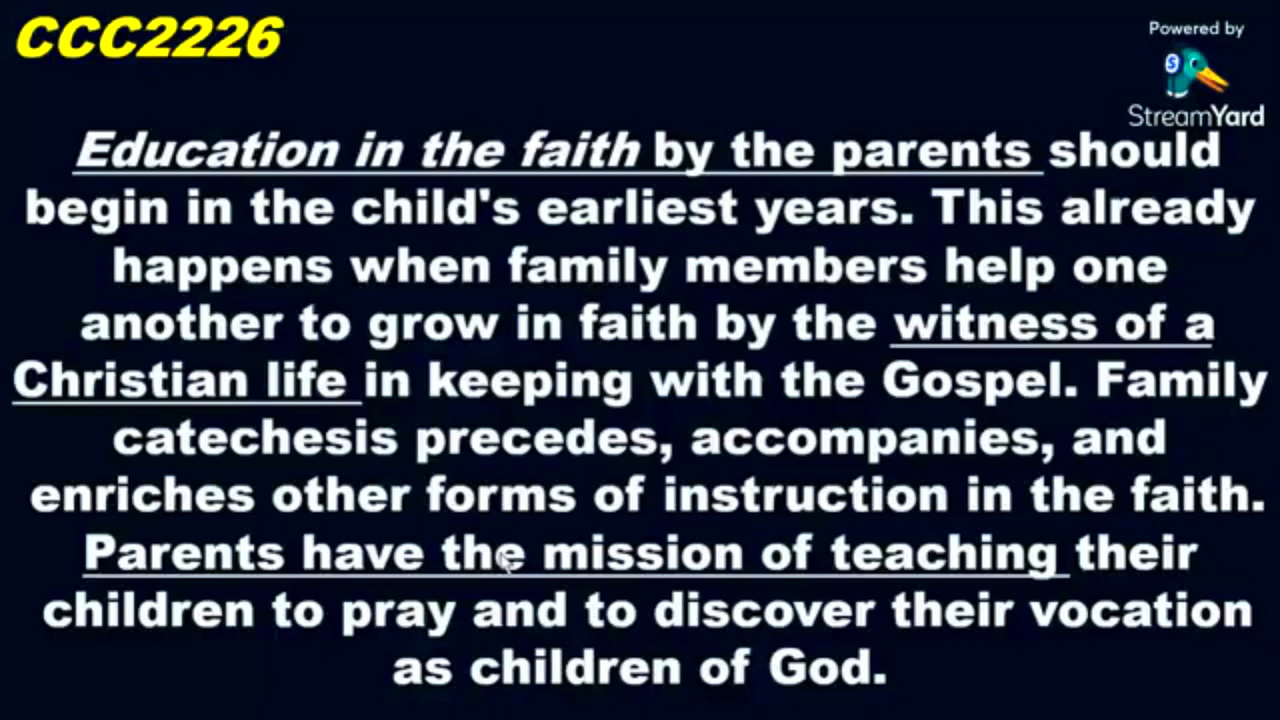 CCC2226
Powered by
StreamYard
Education in the faith by the parents should
begin in the child's earliest years. This already
happens when family members help one
another to grow in faith by the witness of a
Christian life in keeping with the Gospel. Family
catechesis precedes, accompanies, and
enriches other forms of instruction in the faith.
Parents have the mission of teaching their
children to pray and to discover their vocation
as children of God.